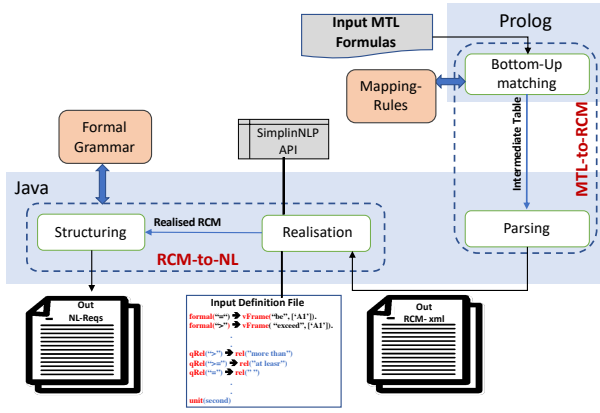 Input MTL
Formulas
Prolog
Bottom-Up
matching
Mapping-
Rules
Formal
Grammar
SimplinNLP
API
Intermediate Table
MTL-to-RCM
Java
Structuring
Realised RCM
Realisation
Parsing
RCM-to-NL
Out
NL-Reqs
Input Definition File
formal("=") ➔ vFrame("be", ['A1']).
formal(">") ➔ vFrame( "exceed", ['A1']).
.
.
qRel(">") ➔ rel("more than")
qRel(">=") ➔ rel("at leasr")
qRel("=") ➔ rel(" ")
.
.
unit(second)
Out
RCM- xml